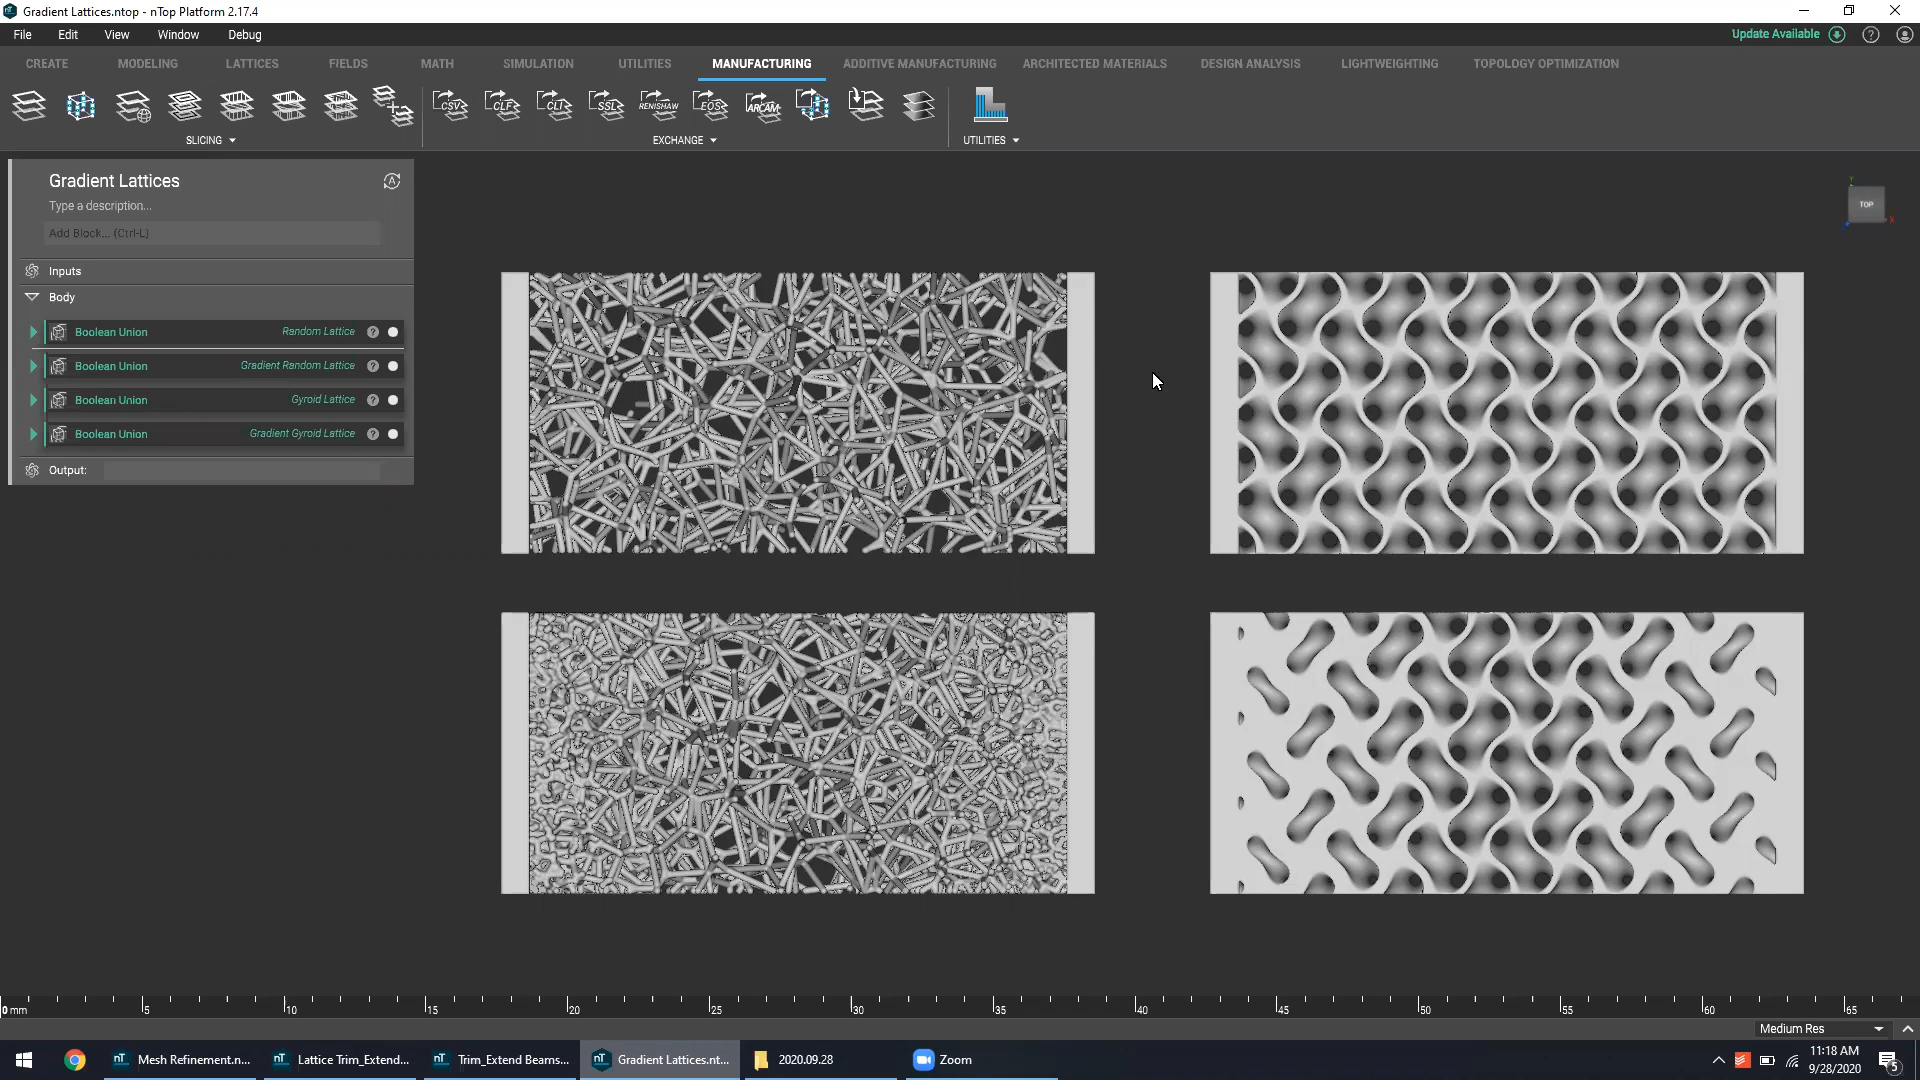 Gradient Lattices.ntop - nTop Platform 2.17.4
File Edit View Window Debug
Update Available
CREATE MODELING LATTICES FIELDS MATH SIMULATION UTILITIES MANUFACTURING ADDITIVE MANUFACTURING ARCHITECTED MATERIALS DESIGN ANALYSIS LIGHTWEIGHTING TOPOLOGY OPTIMIZATION
CSV CLF CLI SSL RENISHAW EOS ARCAM
SLICING EXCHANGE UTILITIES
Gradient Lattices
Type a description...
Add Block... (Ctrl-L)
Inputs
Body
Boolean Union Random Lattice
Boolean Union Gradient Random Lattice
Boolean Union Gyroid Lattice
Boolean Union Gradient Gyroid Lattice
Output:
Y
TOP
X
0 mm 5 10 15 20 25 30 35 40 45 50 55 60 65
Medium Res
nT Mesh Refinement.n... nT Lattice Trim_Extend... nT Trim_Extend Beams... nT Gradient Lattices.nt... 2020.09.28 Zoom
11:18 AM
9/28/2020
5